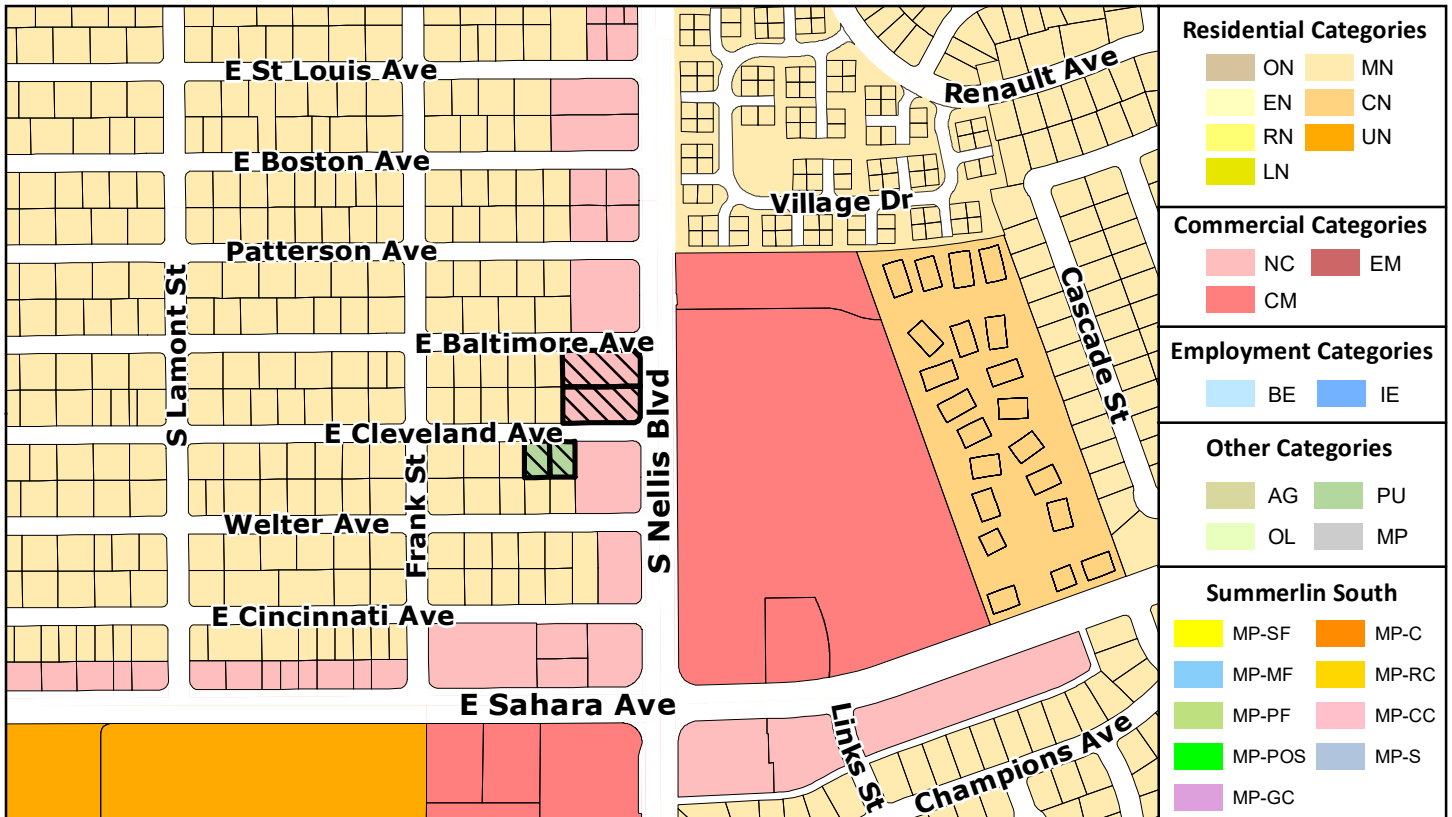 E St Louis Ave
Renault Ave
E Boston Ave
Village Dr
Patterson Ave
S Lamont St
Cascade St
E Baltimore Ave
S Nellis Blvd
E Cleveland Ave
Frank St
Welter Ave
E Cincinnati Ave
E Sahara Ave
Links St
Champions Ave
Residential Categories
ON MN
EN CN
RN UN
LN
Commercial Categories
NC EM
CM
Employment Categories
BE IE
Other Categories
AG PU
OL MP
Summerlin South
MP-SF MP-C
MP-MF MP-RC
MP-PF MP-CC
MP-POS MP-S
MP-GC